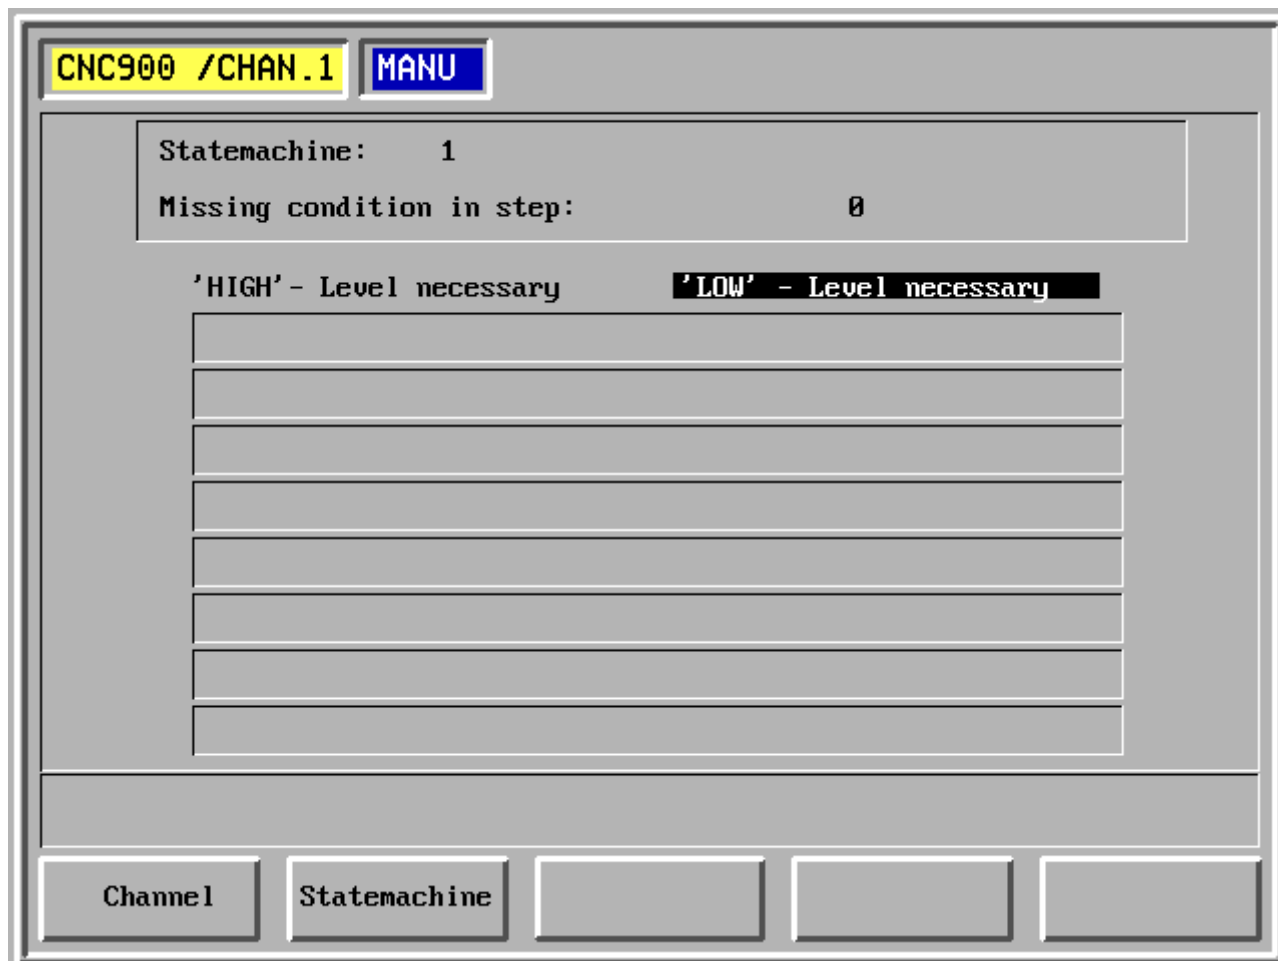 CNC900 /CHAN.1 MANU
Statemachine: 1
Missing condition in step: 0
'HIGH'- Level necessary 'LOW' - Level necessary
Channel Statemachine